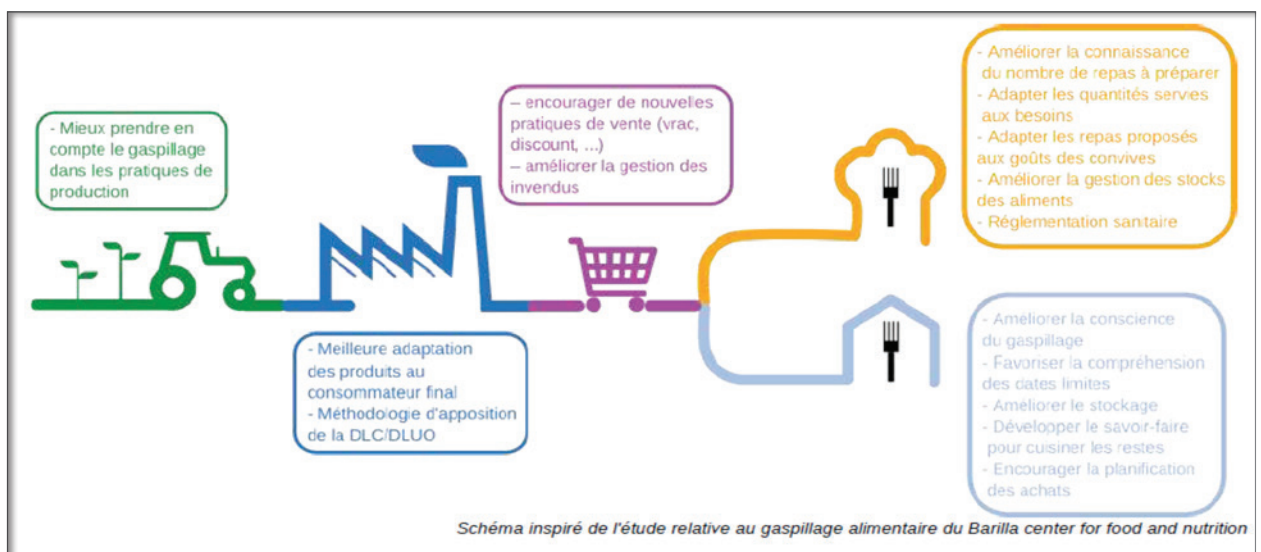 - Mieux prendre en
compte le gaspillage
dans les pratiques de
production
- Meilleure adaptation
des produits au
consommateur final
- Méthodologie d'apposition
de la DLC/DLUO
– encourager de nouvelles
pratiques de vente (vrac,
discount, ...)
– améliorer la gestion des
invendus
- Améliorer la connaissance
du nombre de repas à préparer
- Adapter les quantités servies
aux besoins
- Adapter les repas proposés
aux goûts des convives
- Améliorer la gestion des stocks
des aliments
- Réglementation sanitaire
- Ameliorer la conscience
du gaspillage
- Favoriser la compréhension
des dates limites
- Améliorer le stockage
- Développer le savoir-faire
pour cuisiner les restes
- Encourager la planification
des achats
Schéma inspiré de l'étude relative au gaspillage alimentaire du Barilla center for food and nutrition